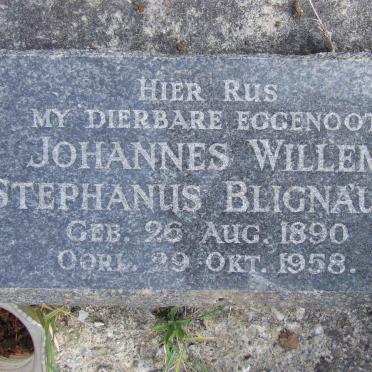 HIER RUS
MY DIERBARE EGGENOOT
JOHANNES WILLEM
STEPHANUS BLIGNAU
GEB. 26 AUG. 1890
OORL. 29 OKT. 1958.